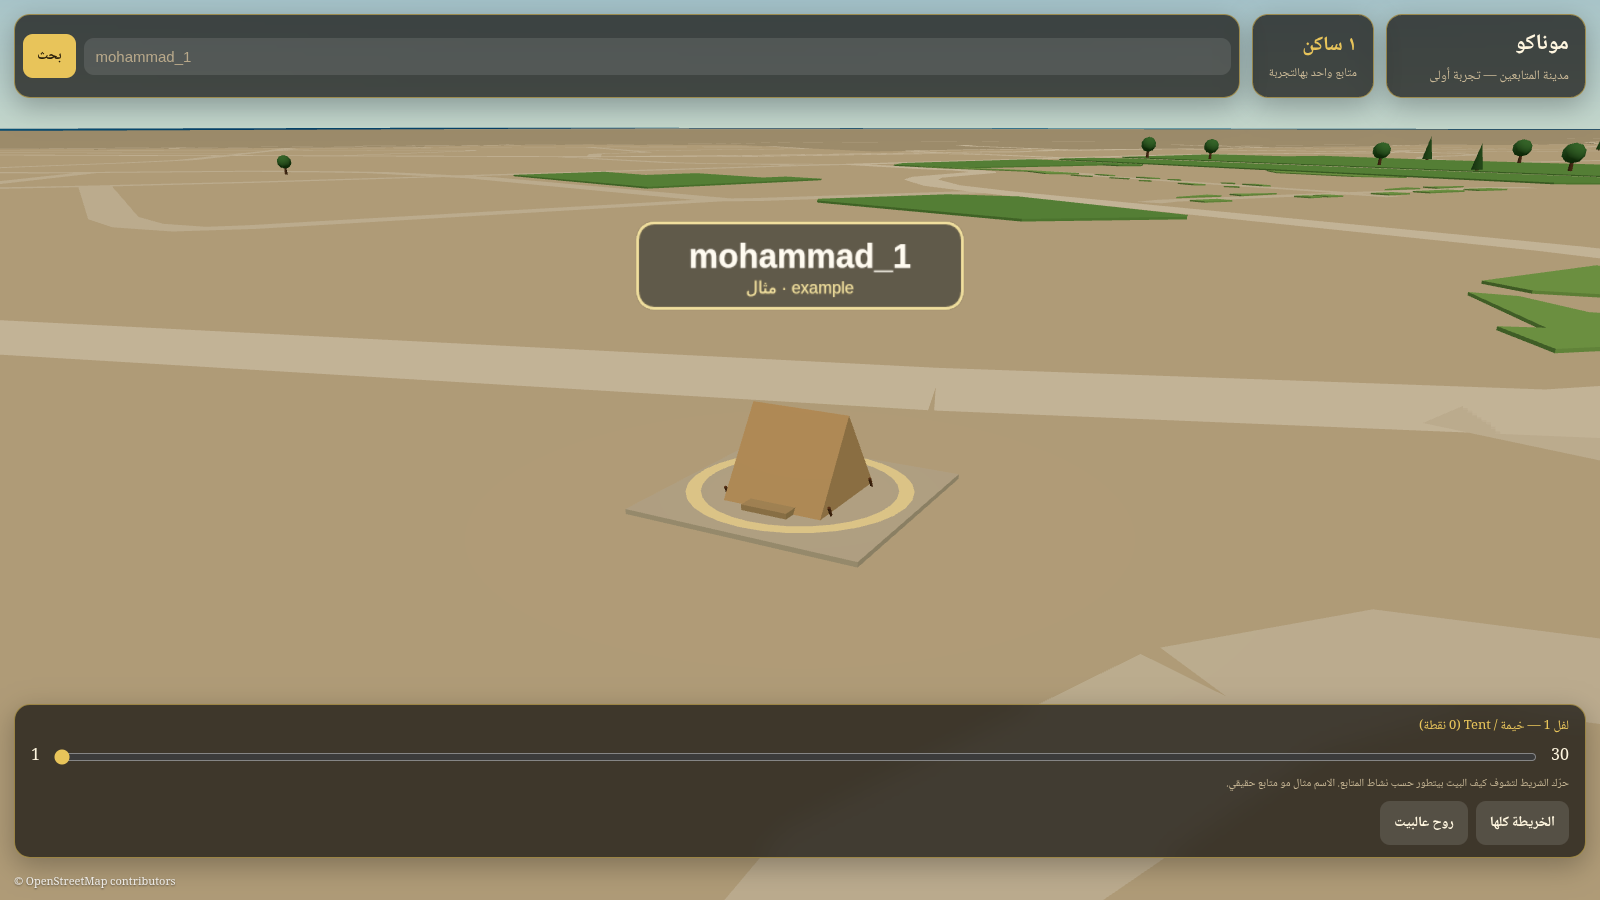 موناكو
مدينة المتابعين — تجربة أولى
١ ساكن
متابع واحد بهالتجربة
mohammad_1
بحث
mohammad_1
مثال · example
لفل 1 — خيمة / Tent (0 نقطة)
1
30
حرّك الشريط لتشوف كيف البيت بيتطور حسب نشاط المتابع. الاسم مثال مو متابع حقيقي.
الخريطة كلها
روح عالبيت
© OpenStreetMap contributors